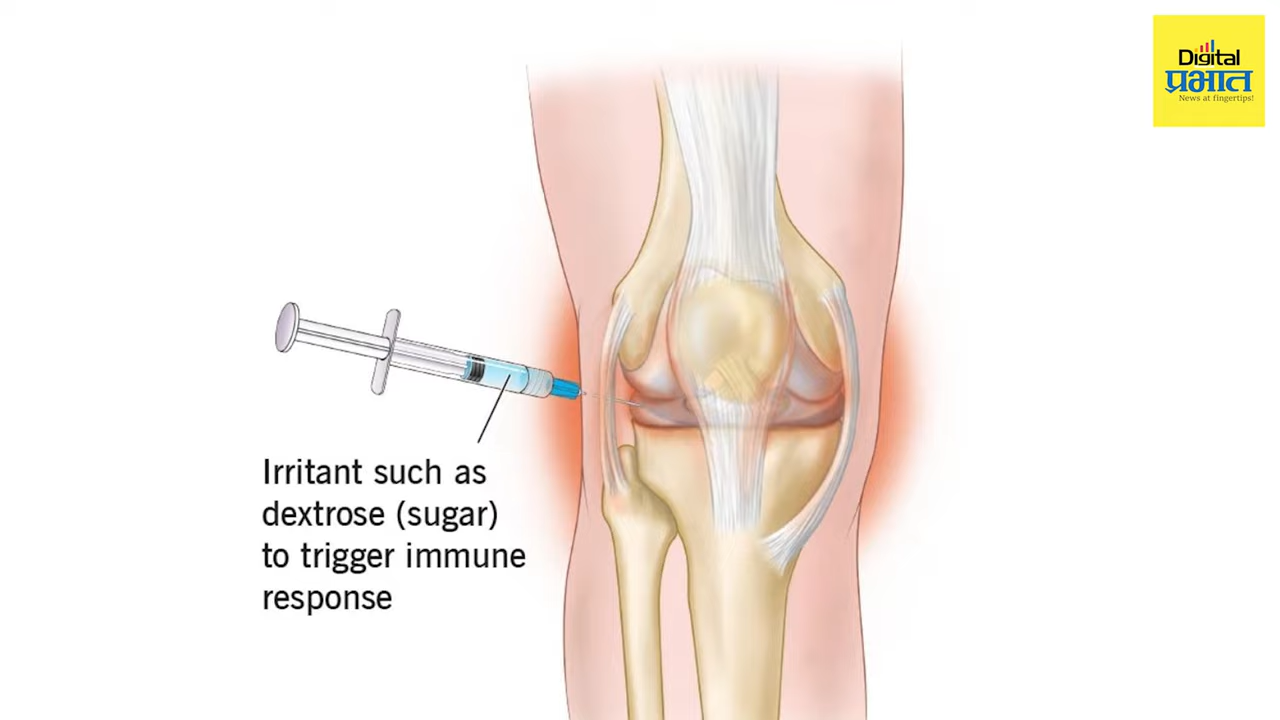 Digital
प्रभात
News at fingertips!
Irritant such as
dextrose (sugar)
to trigger immune
response